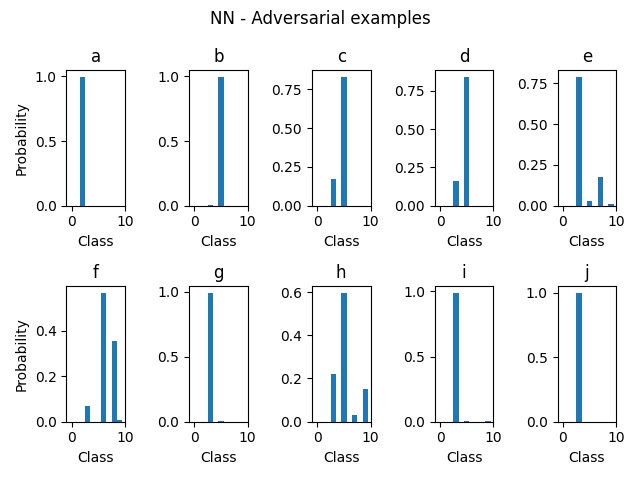 NN - Adversarial examples
a b c d e
1.0 1.0 0.75 0.75 0.75
0.5 0.5 0.50 0.50 0.50
0.25 0.25 0.25
0.0 0.0 0.00 0.00 0.00
0 10 0 10 0 10 0 10 0 10
Probability
Class Class Class Class Class
f g h i j
1.0 0.6 1.0 1.0
0.4 0.4
0.5 0.5 0.5
0.2 0.2
0.0 0.0 0.0 0.0 0.0
0 10 0 10 0 10 0 10 0 10
Probability
Class Class Class Class Class